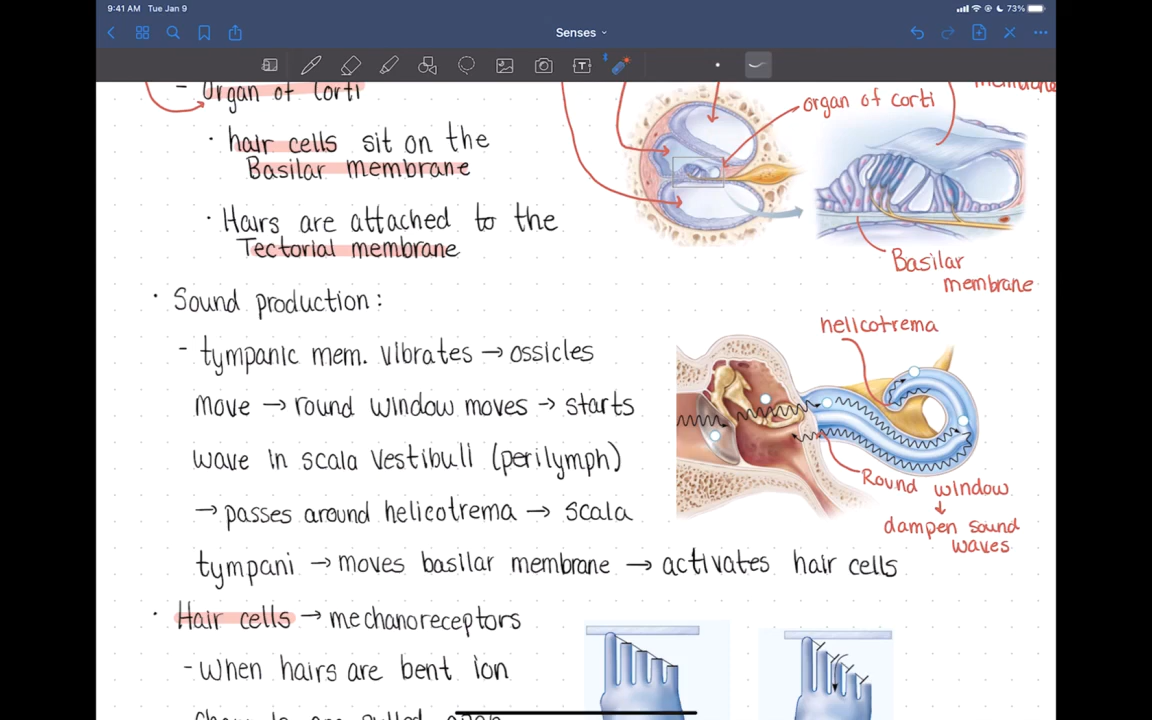 9:41 AM Tue Jan 9
73%
Senses
- Organ of Corti
· hair cells sit on the
Basilar membrane
· Hairs are attached to the
Tectorial membrane
organ of corti
membrane
Basilar
membrane
· Sound production:
- tympanic mem. vibrates → ossicles
move → round window moves → starts
wave in scala vestibuli (perilymph)
→ passes around helicotrema → scala
tympani → moves basilar membrane → activates hair cells
helicotrema
Round window
↓
dampen sound
waves
· Hair cells → mechanoreceptors
- When hairs are bent ion